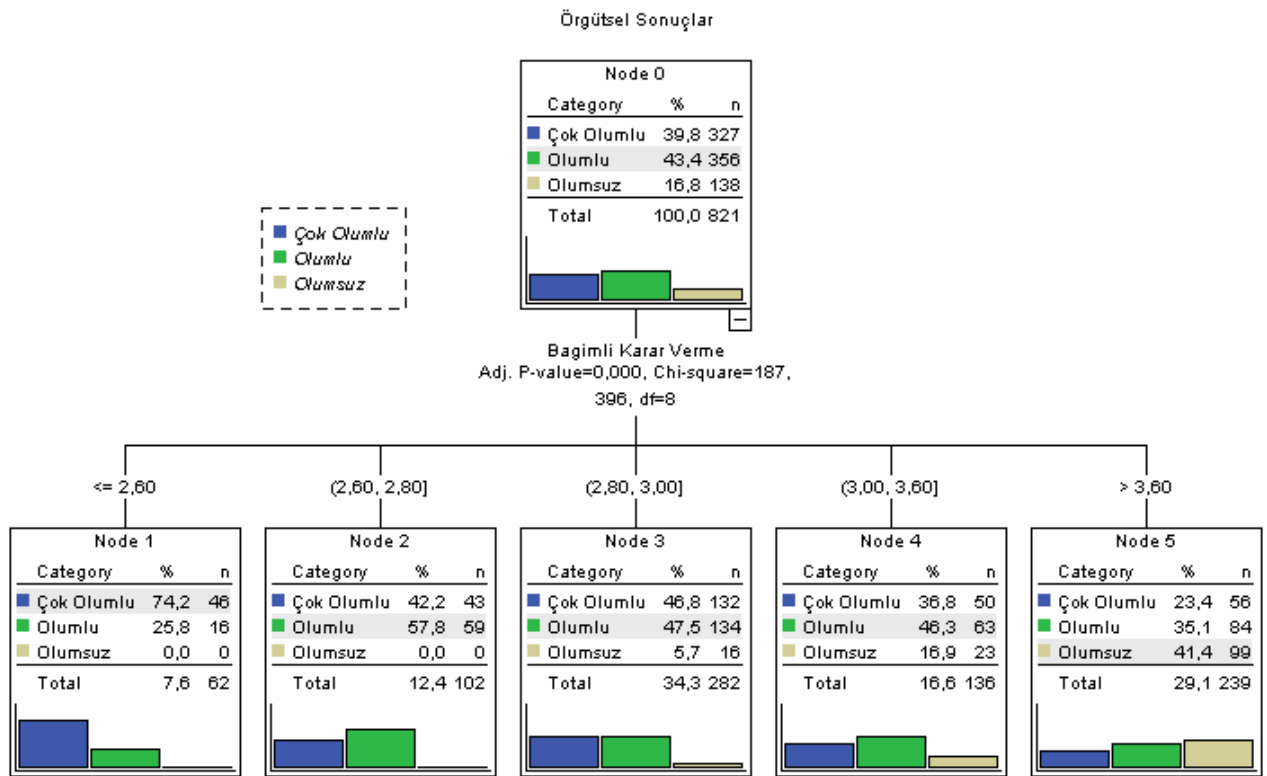 Örgütsel Sonuçlar
Node 0
Category % n
Çok Olumlu 39,8 327
Olumlu 43,4 356
Olumsuz 16,8 138
Total 100,0 821
Çok Olumlu
Olumlu
Olumsuz
Bagimli Karar Verme
Adj. P-value=0,000, Chi-square=187,
396, df=8
<= 2,60
(2,60, 2,80]
(2,80, 3,00]
(3,00, 3,60]
> 3,60
Node 1
Category % n
Çok Olumlu 74,2 46
Olumlu 25,8 16
Olumsuz 0,0 0
Total 7,6 62
Node 2
Category % n
Çok Olumlu 42,2 43
Olumlu 57,8 59
Olumsuz 0,0 0
Total 12,4 102
Node 3
Category % n
Çok Olumlu 46,8 132
Olumlu 47,5 134
Olumsuz 5,7 16
Total 34,3 282
Node 4
Category % n
Çok Olumlu 36,8 50
Olumlu 46,3 63
Olumsuz 16,9 23
Total 16,6 136
Node 5
Category % n
Çok Olumlu 23,4 56
Olumlu 35,1 84
Olumsuz 41,4 99
Total 29,1 239